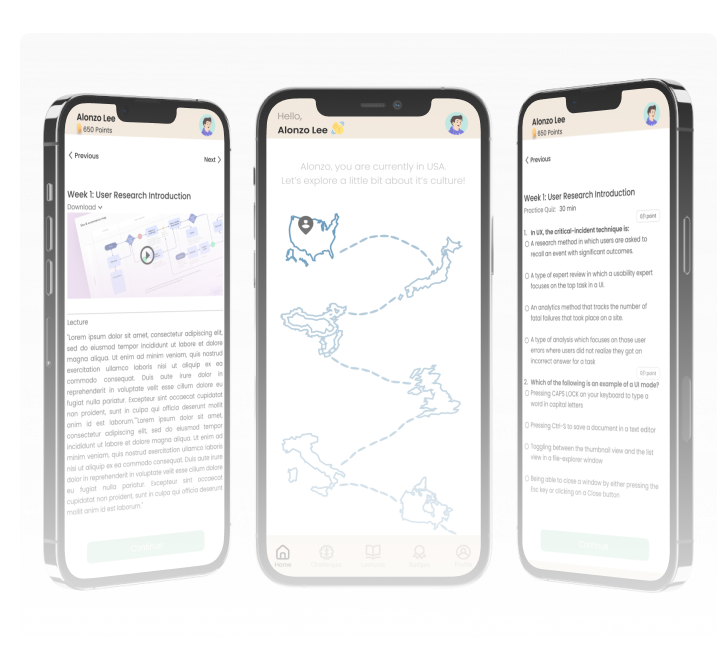 Alonzo Lee
650 Points
Previous
Next
Week 1: User Research Introduction
Download
Lecture
"Lorem ipsum dolor sit amet, consectetur adipiscing elit,
sed do eiusmod tempor incididunt ut labore et dolore
magna aliqua. Ut enim ad minim veniam, quis nostrud
exercitation ullamco laboris nisi ut aliquip ex ea
commodo consequat. Duis aute irure dolor in
reprehenderit in voluptate velit esse cillum dolore eu
fugiat nulla pariatur. Excepteur sint occaecat cupidatat
non proident, sunt in culpa qui officia deserunt mollit
anim id est laborum."Lorem ipsum dolor sit amet,
consectetur adipiscing elit, sed do eiusmod tempor
incididunt ut labore et dolore magna aliqua. Ut enim ad
minim veniam, quis nostrud exercitation ullamco laboris
nisi ut aliquip ex ea commodo consequat. Duis aute irure
dolor in reprehenderit in voluptate velit esse cillum dolore
eu fugiat nulla pariatur. Excepteur sint occaecat
cupidatat non proident, sunt in culpa qui officia deserunt
mollit anim id est laborum."
Hello,
Alonzo Lee
Alonzo, you are currently in USA.
Let's explore a little bit about it's culture!
Home
Alonzo Lee
650 Points
Previous
Week 1: User Research Introduction
Practice Quiz: 30 min
0/1 point
1. In UX, the critical-incident technique is:
A research method in which users are asked to
recall an event with significant outcomes.
A type of expert review in which a usability expert
focuses on the top task in a UI.
An analytics method that tracks the number of
fatal failures that took place on site.
A type of analysis which focuses on those user
errors where users did not realize they got an
incorrect answer for a task
0/1 point
2. Which of the following is an example of a UI mode?
Pressing CAPS LOCK on your keyboard to type a
word in capital letters
Pressing Ctrl-S to save a document in a text editor
Toggling between the thumbnail view and the list
view in a file-explorer window
Being able to close a window by either pressing the
Esc key or clicking on a Close button